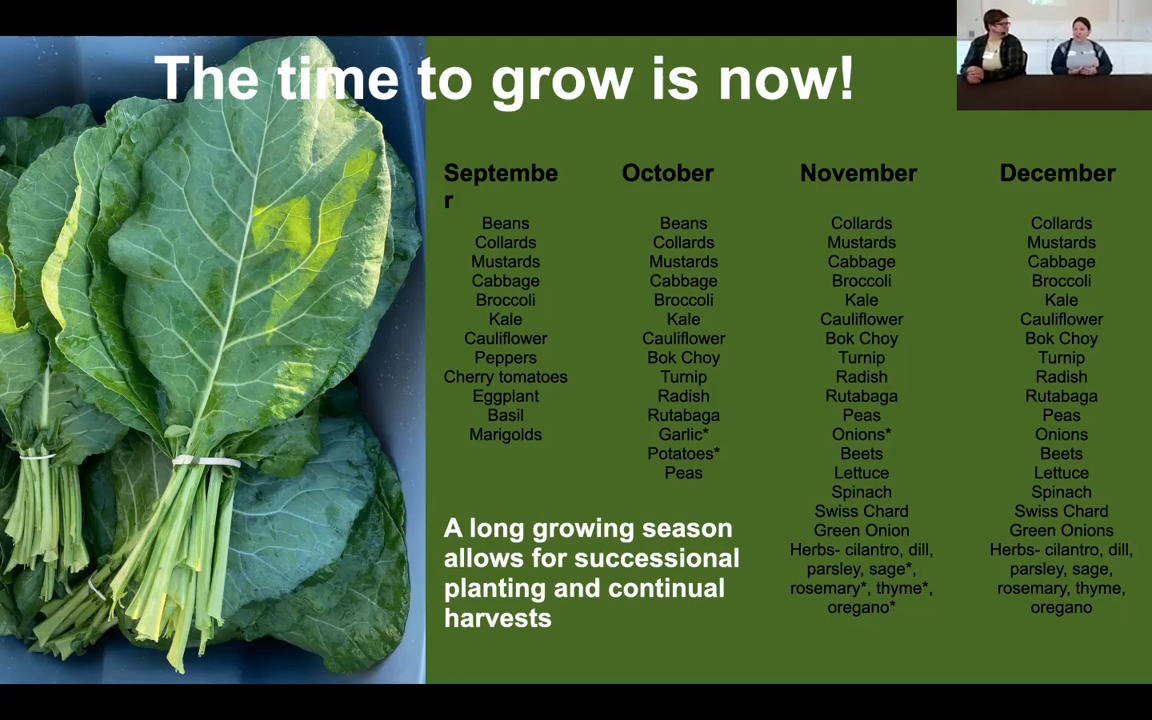 The time to grow is now!
Septembe
r
Beans
Collards
Mustards
Cabbage
Broccoli
Kale
Cauliflower
Peppers
Cherry tomatoes
Eggplant
Basil
Marigolds
October
Beans
Collards
Mustards
Cabbage
Broccoli
Kale
Cauliflower
Bok Choy
Turnip
Radish
Rutabaga
Garlic*
Potatoes*
Peas
November
Collards
Mustards
Cabbage
Broccoli
Kale
Cauliflower
Bok Choy
Turnip
Radish
Rutabaga
Peas
Onions*
Beets
Lettuce
Spinach
Swiss Chard
Green Onion
Herbs- cilantro, dill,
parsley, sage*,
rosemary*, thyme*,
oregano*
December
Collards
Mustards
Cabbage
Broccoli
Kale
Cauliflower
Bok Choy
Turnip
Radish
Rutabaga
Peas
Onions
Beets
Lettuce
Spinach
Swiss Chard
Green Onions
Herbs- cilantro, dill,
parsley, sage,
rosemary, thyme,
oregano
A long growing season
allows for successional
planting and continual
harvests